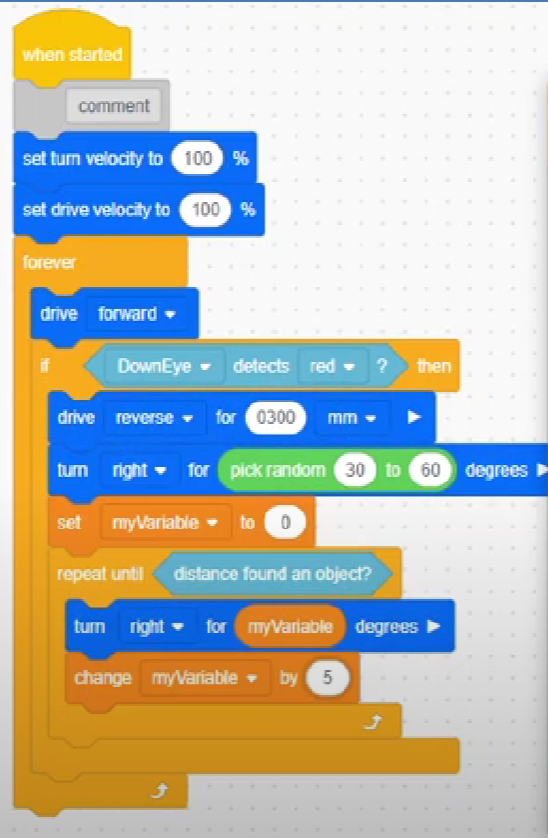 when started
comment
set turn velocity to 100 %
set drive velocity to 100 %
forever
drive forward
if DownEye detects red ? then
drive reverse for 0300 mm
turn right for pick random 30 to 60 degrees
set myVariable to 0
repeat until distance found an object?
turn right for myVariable degrees
change myVariable by 5